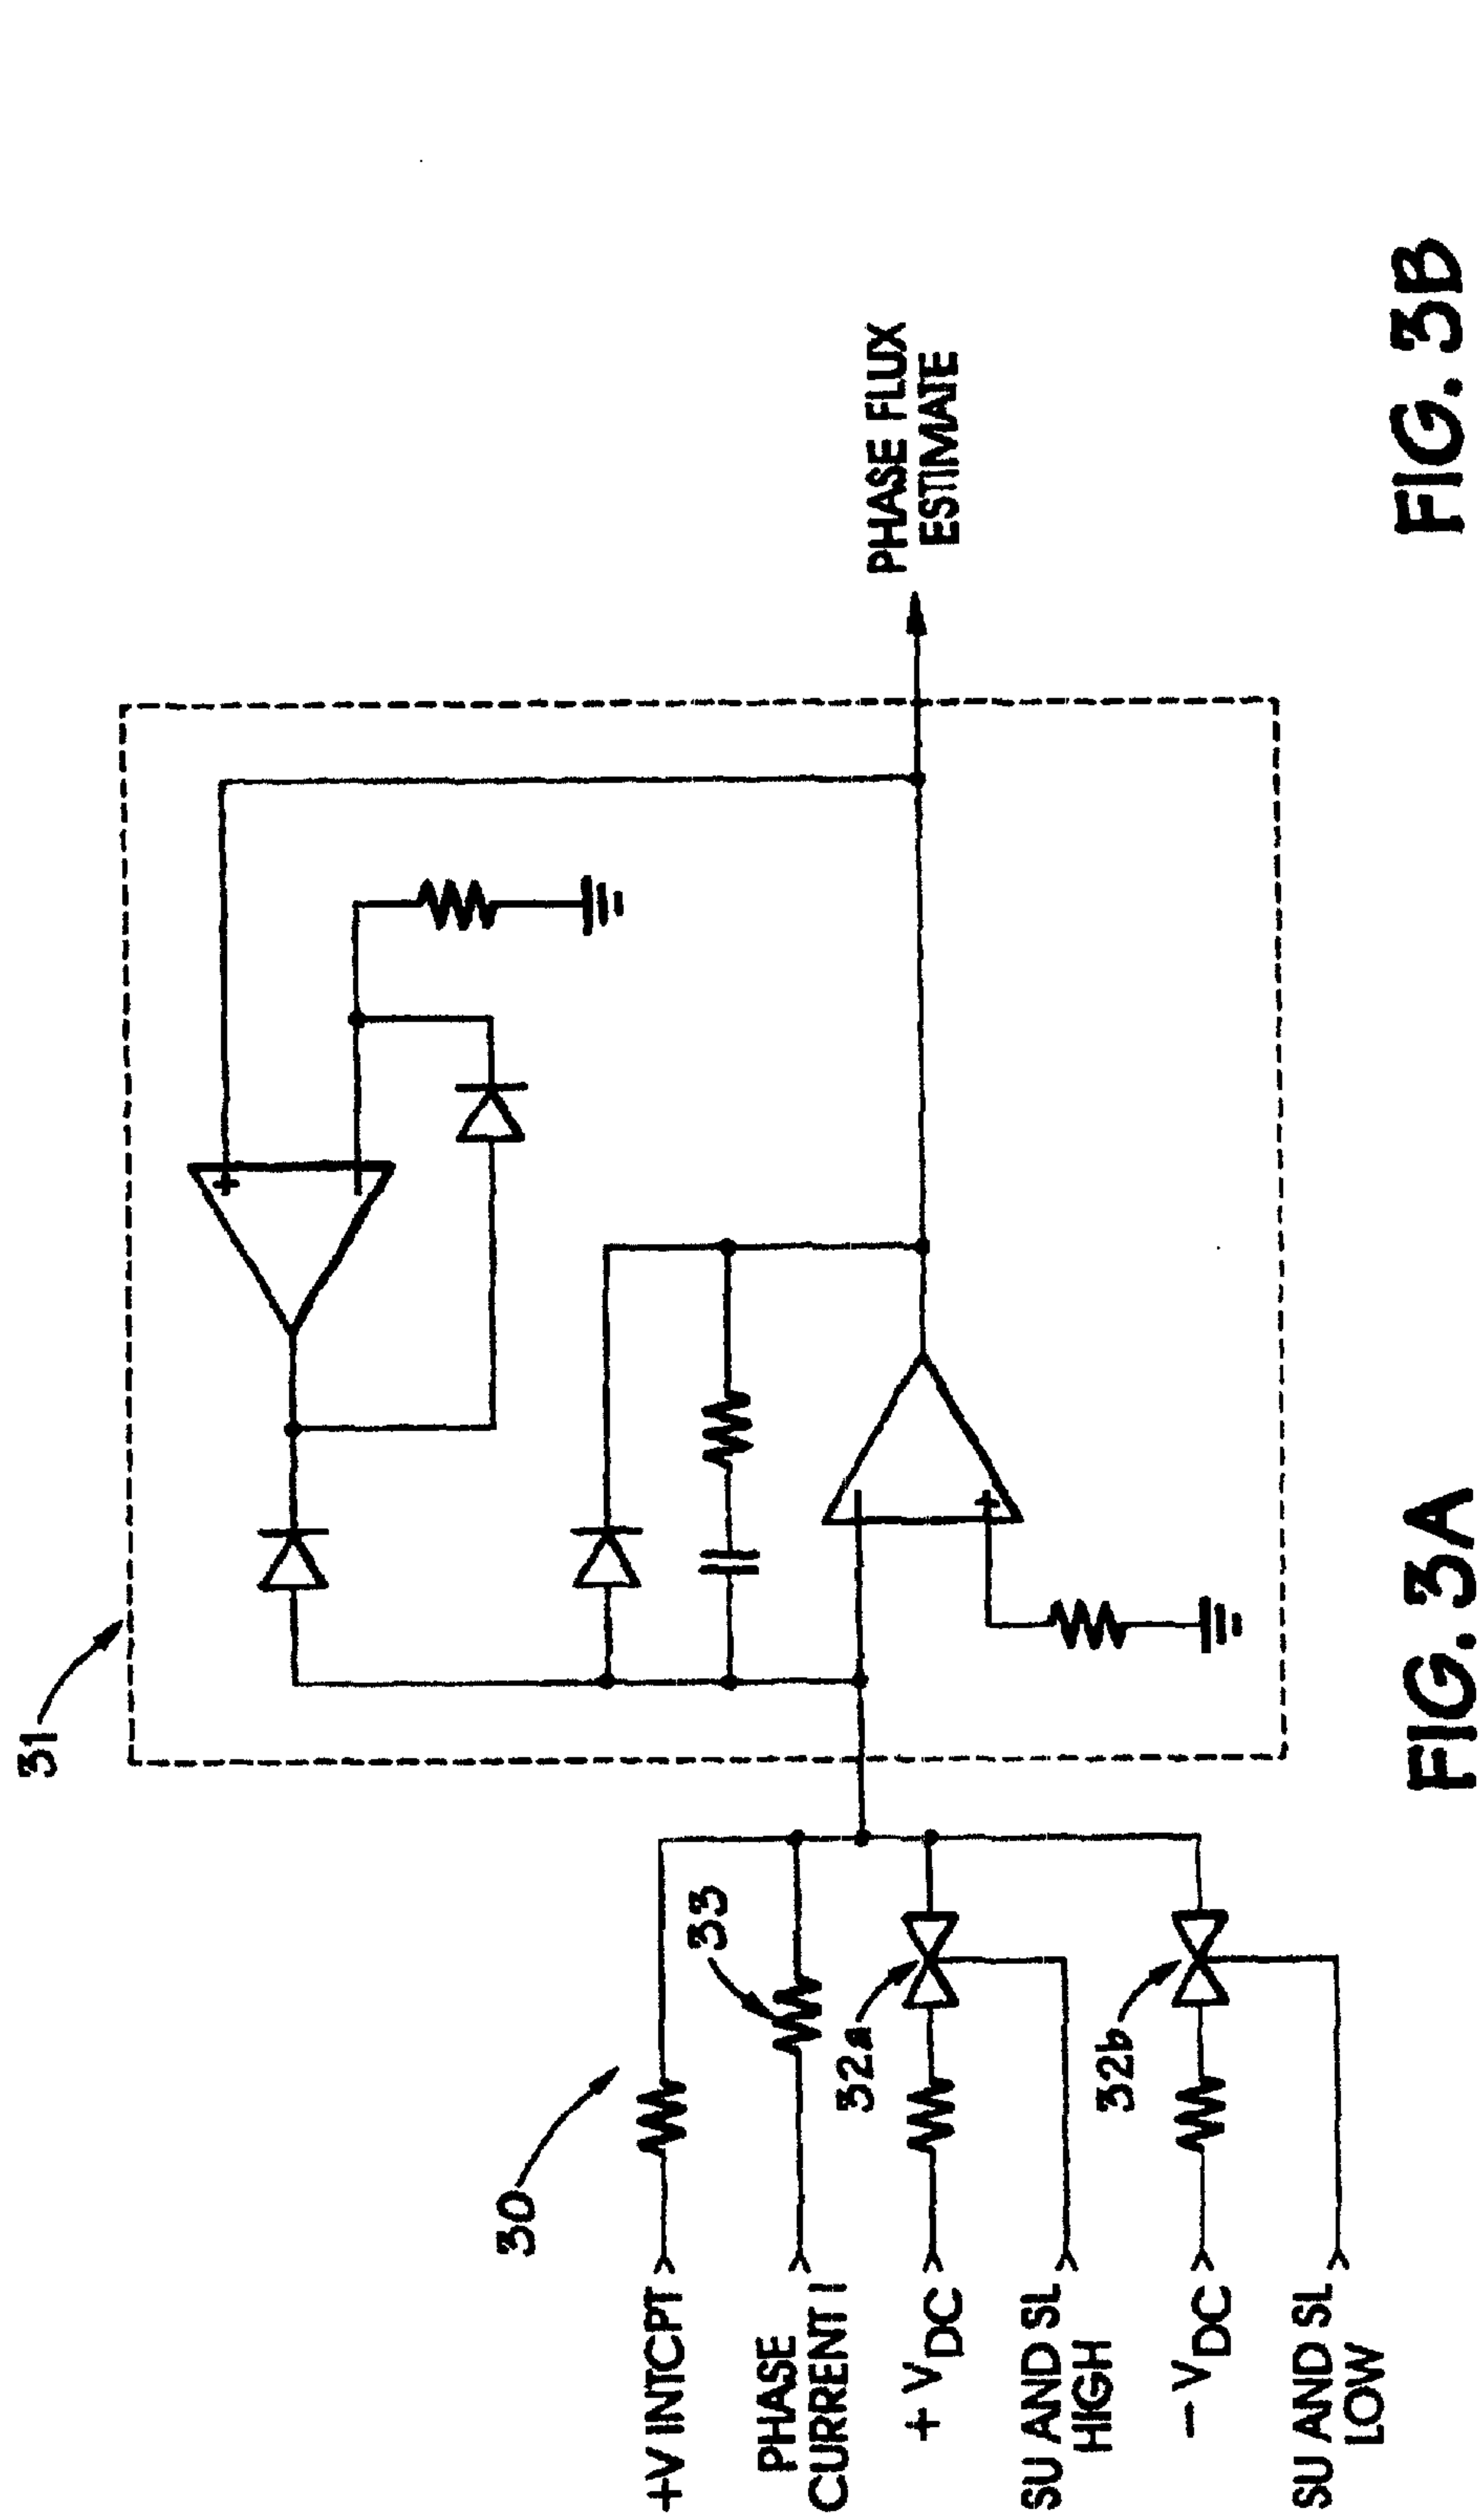 31
30
+V INTCPT
33
PHASE
CURRENT I
32a
+ V DC
SU AND SL
HIGH
32b
− V DC
SU AND SL
LOW
+
−
−
+
PHASE FLUX
ESTIMATE
FIG. 3A
FIG. 3B